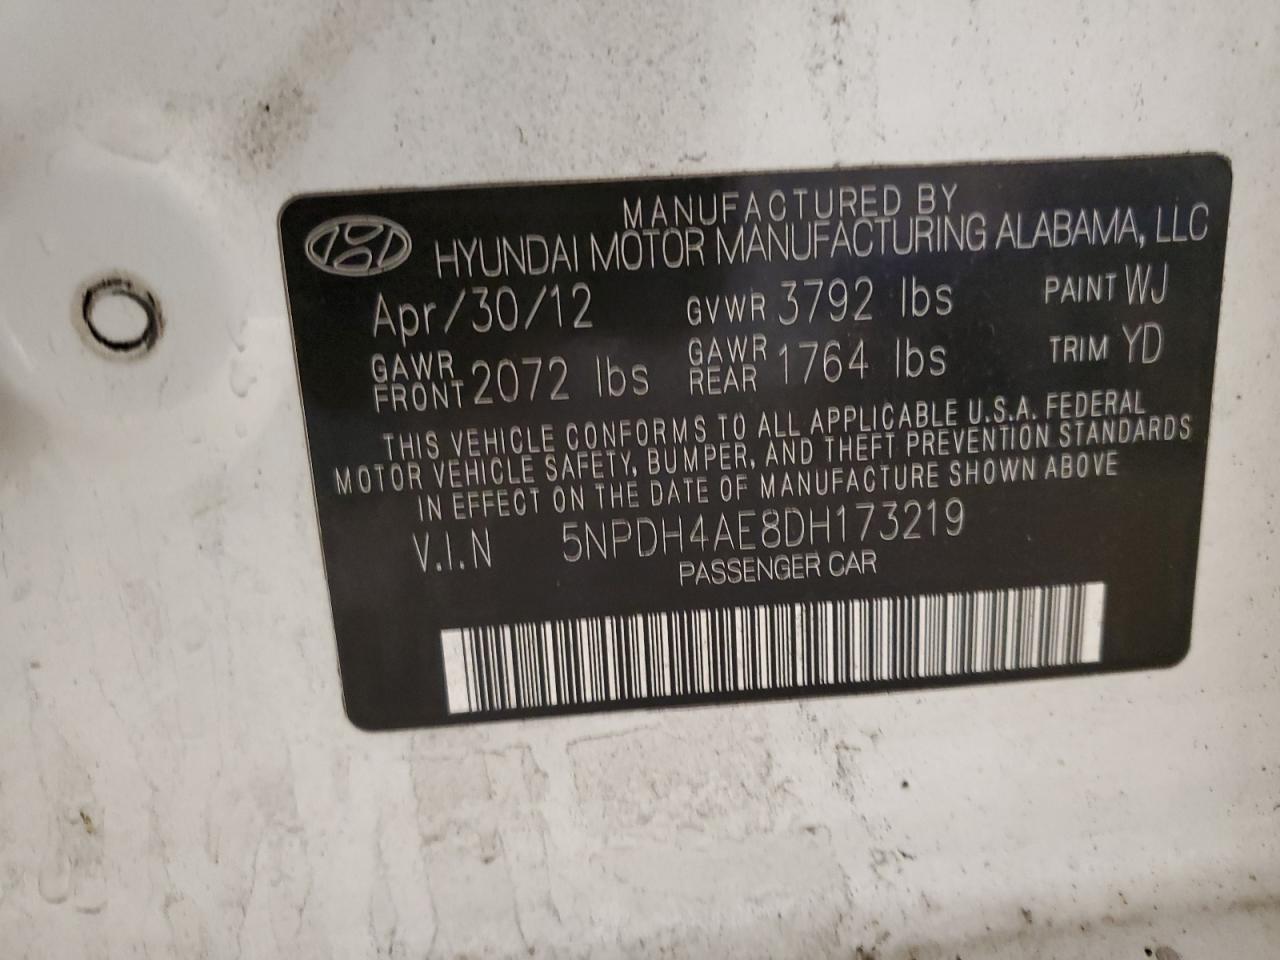 MANUFACTURED BY
HYUNDAI MOTOR MANUFACTURING ALABAMA, LLC
Apr/30/12 GVWR 3792 lbs PAINT WJ
GAWR FRONT 2072 lbs GAWR REAR 1764 lbs TRIM YD
THIS VEHICLE CONFORMS TO ALL APPLICABLE U.S.A. FEDERAL
MOTOR VEHICLE SAFETY, BUMPER, AND THEFT PREVENTION STANDARDS
IN EFFECT ON THE DATE OF MANUFACTURE SHOWN ABOVE
V.I.N 5NPDH4AE8DH173219
PASSENGER CAR